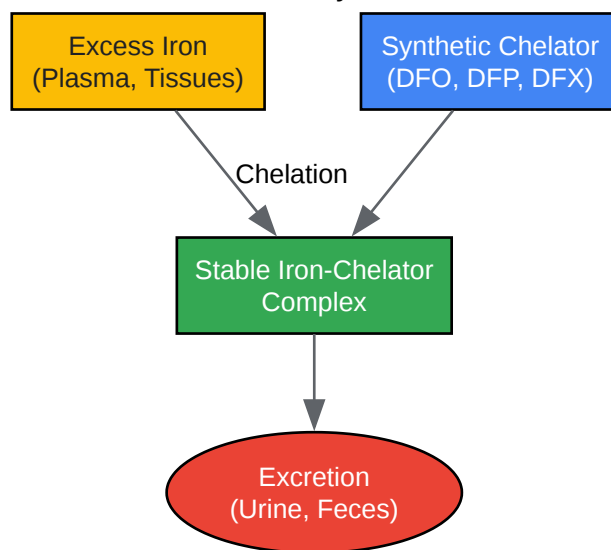 Excess Iron
(Plasma, Tissues)
Synthetic Chelator
(DFO, DFP, DFX)
Chelation
Stable Iron-Chelator
Complex
Excretion
(Urine, Feces)